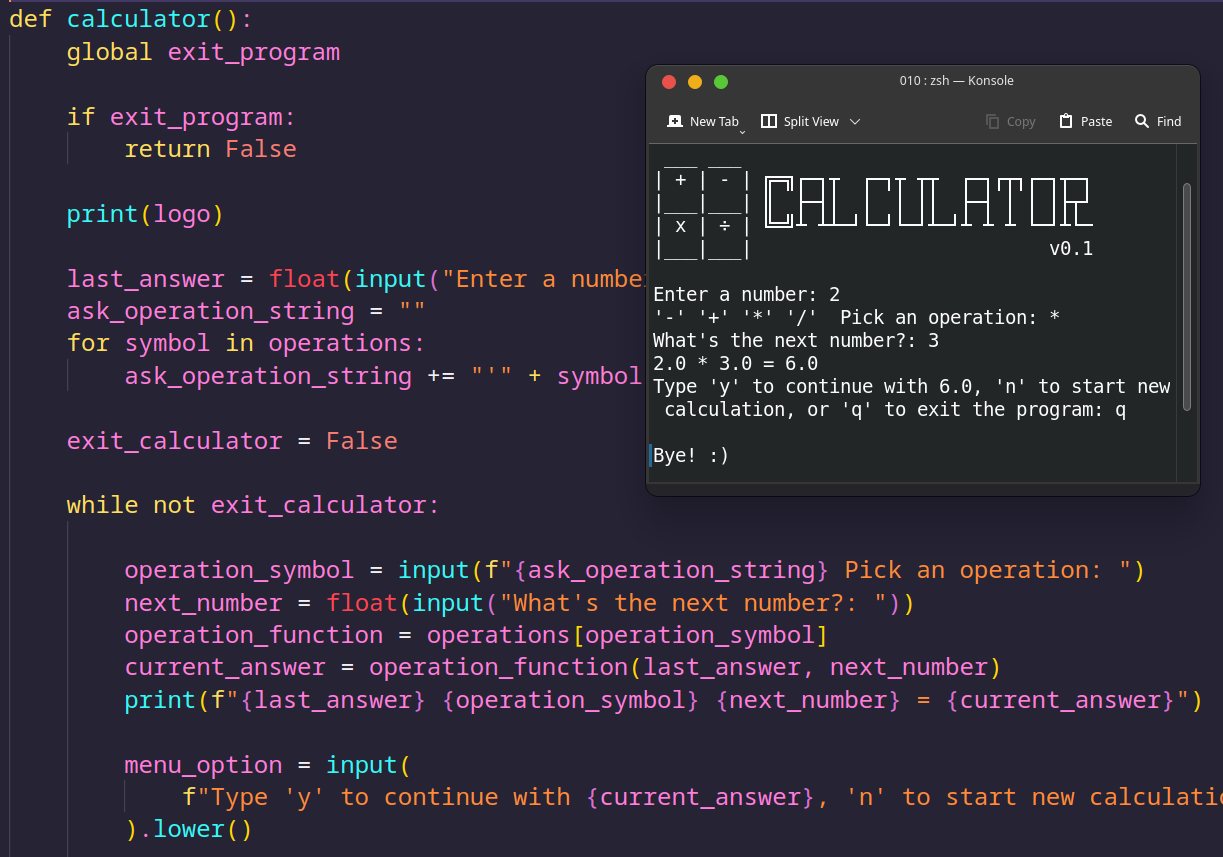 def calculator():
global exit_program
if exit_program:
return False
print(logo)
last_answer = float(input("Enter a number
ask_operation_string = ""
for symbol in operations:
ask_operation_string += "'" + symbol
exit_calculator = False
while not exit_calculator:
operation_symbol = input(f"{ask_operation_string} Pick an operation: ")
next_number = float(input("What's the next number?: "))
operation_function = operations[operation_symbol]
current_answer = operation_function(last_answer, next_number)
print(f"{last_answer} {operation_symbol} {next_number} = {current_answer}")
menu_option = input(
f"Type 'y' to continue with {current_answer}, 'n' to start new calculatio
).lower()
010 : zsh — Konsole
New Tab Split View Copy Paste Find
+ -
x ÷
CALCULATOR
v0.1
Enter a number: 2
'-' '+' '*' '/'  Pick an operation: *
What's the next number?: 3
2.0 * 3.0 = 6.0
Type 'y' to continue with 6.0, 'n' to start new
calculation, or 'q' to exit the program: q
Bye! :)